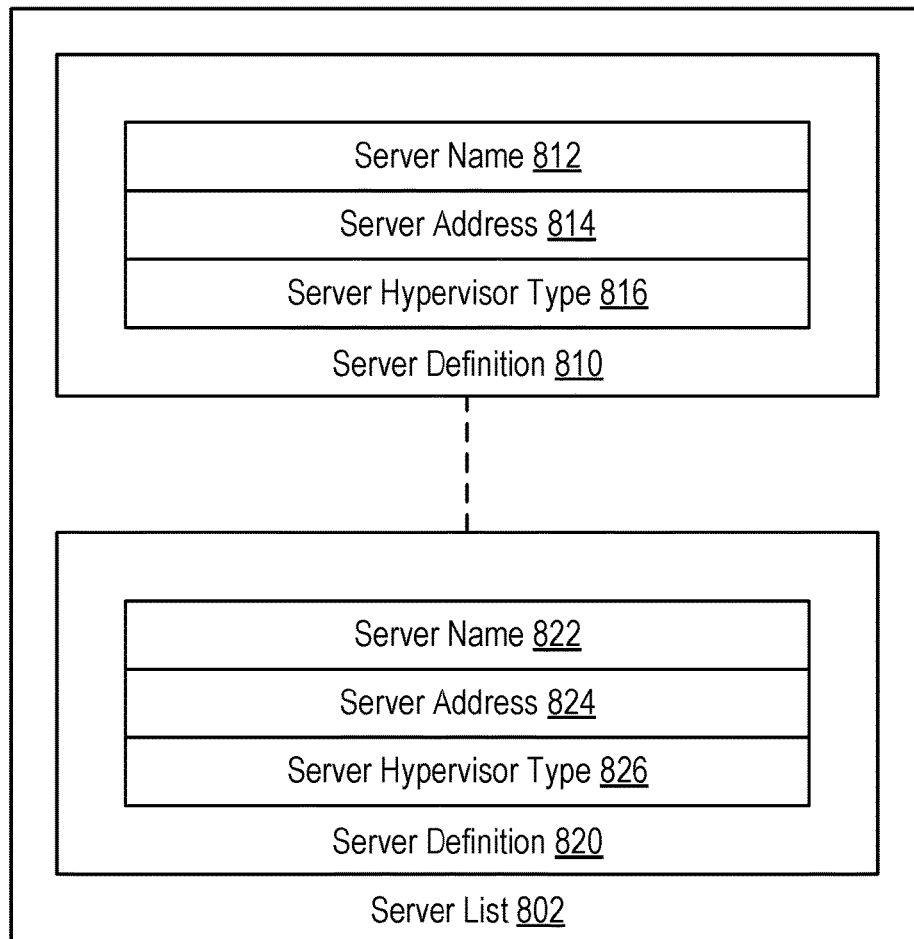 Server Name 812
Server Address 814
Server Hypervisor Type 816
Server Definition 810
Server Name 822
Server Address 824
Server Hypervisor Type 826
Server Definition 820
Server List 802